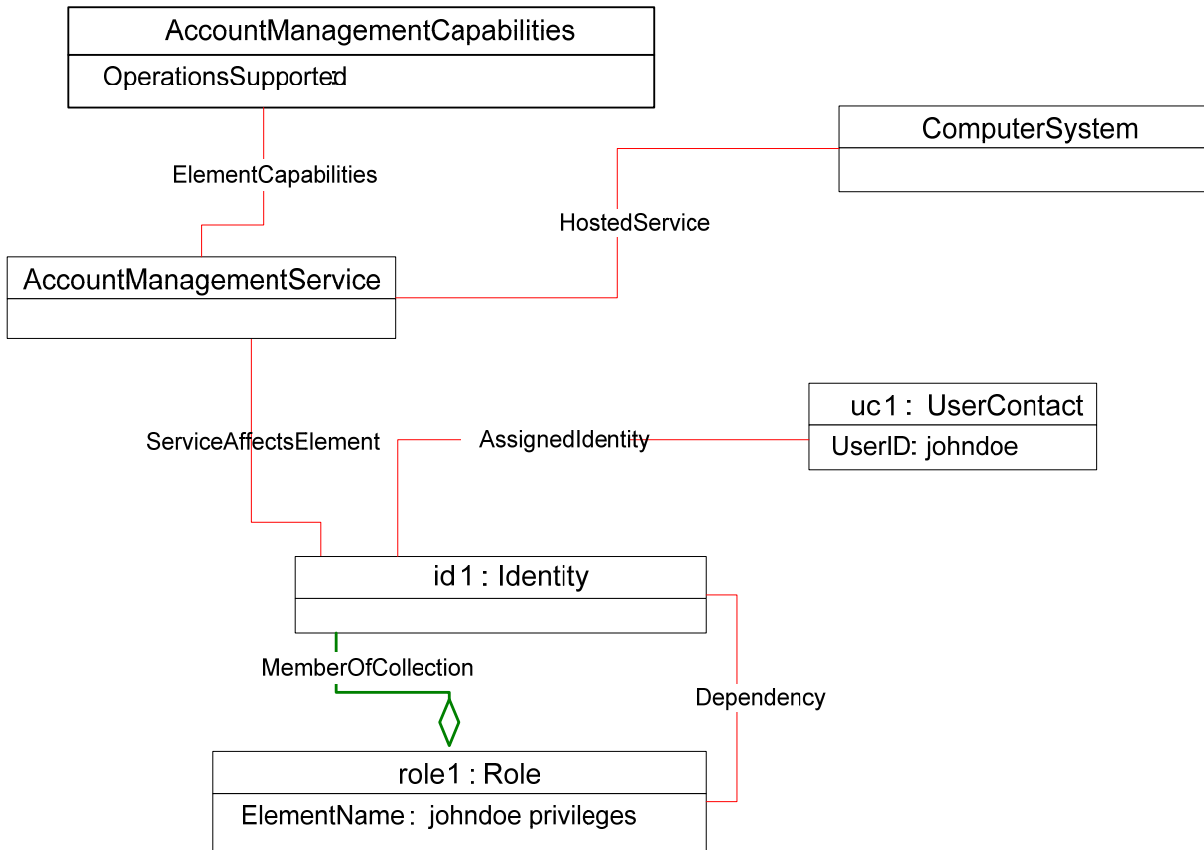 AccountManagementCapabilities
OperationsSupported:
ComputerSystem
ElementCapabilities
HostedService
AccountManagementService
uc1 : UserContact
UserID: johndoe
ServiceAffectsElement
AssignedIdentity
id1 : Identity
MemberOfCollection
Dependency
role1 : Role
ElementName : johndoe privileges